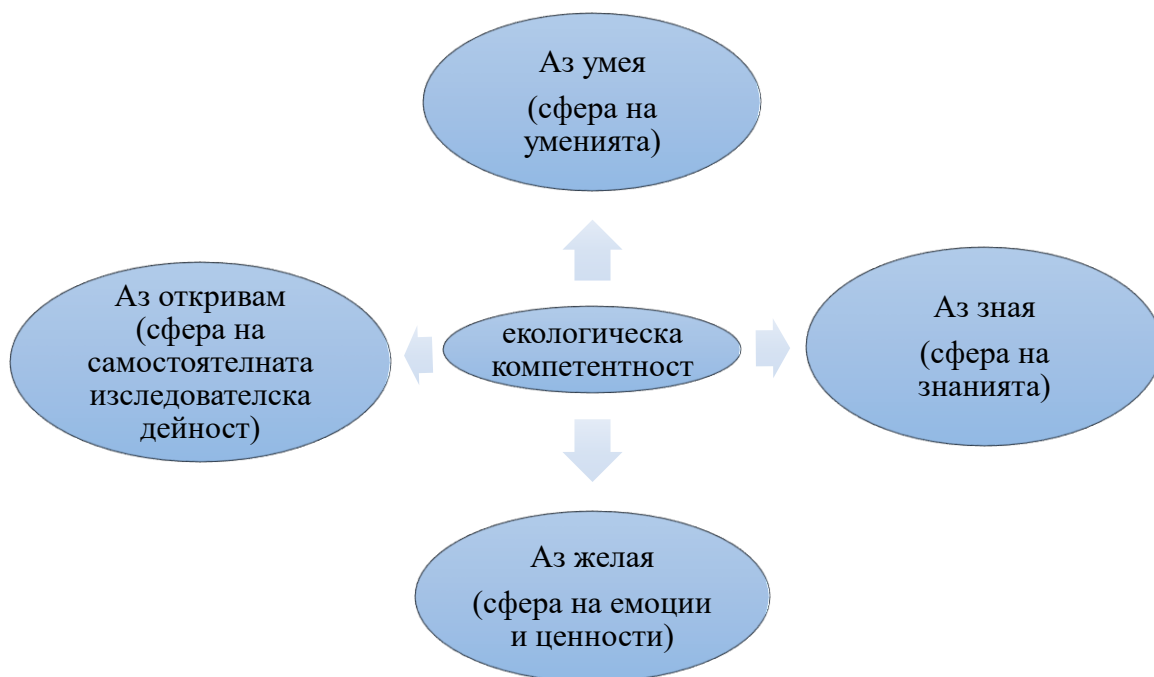 Аз умея
(сфера на
уменията)
Аз откривам
(сфера на
самостоятелната
изследователска
дейност)
екологическа
компетентност
Аз зная
(сфера на
знанията)
Аз желая
(сфера на емоции
и ценности)